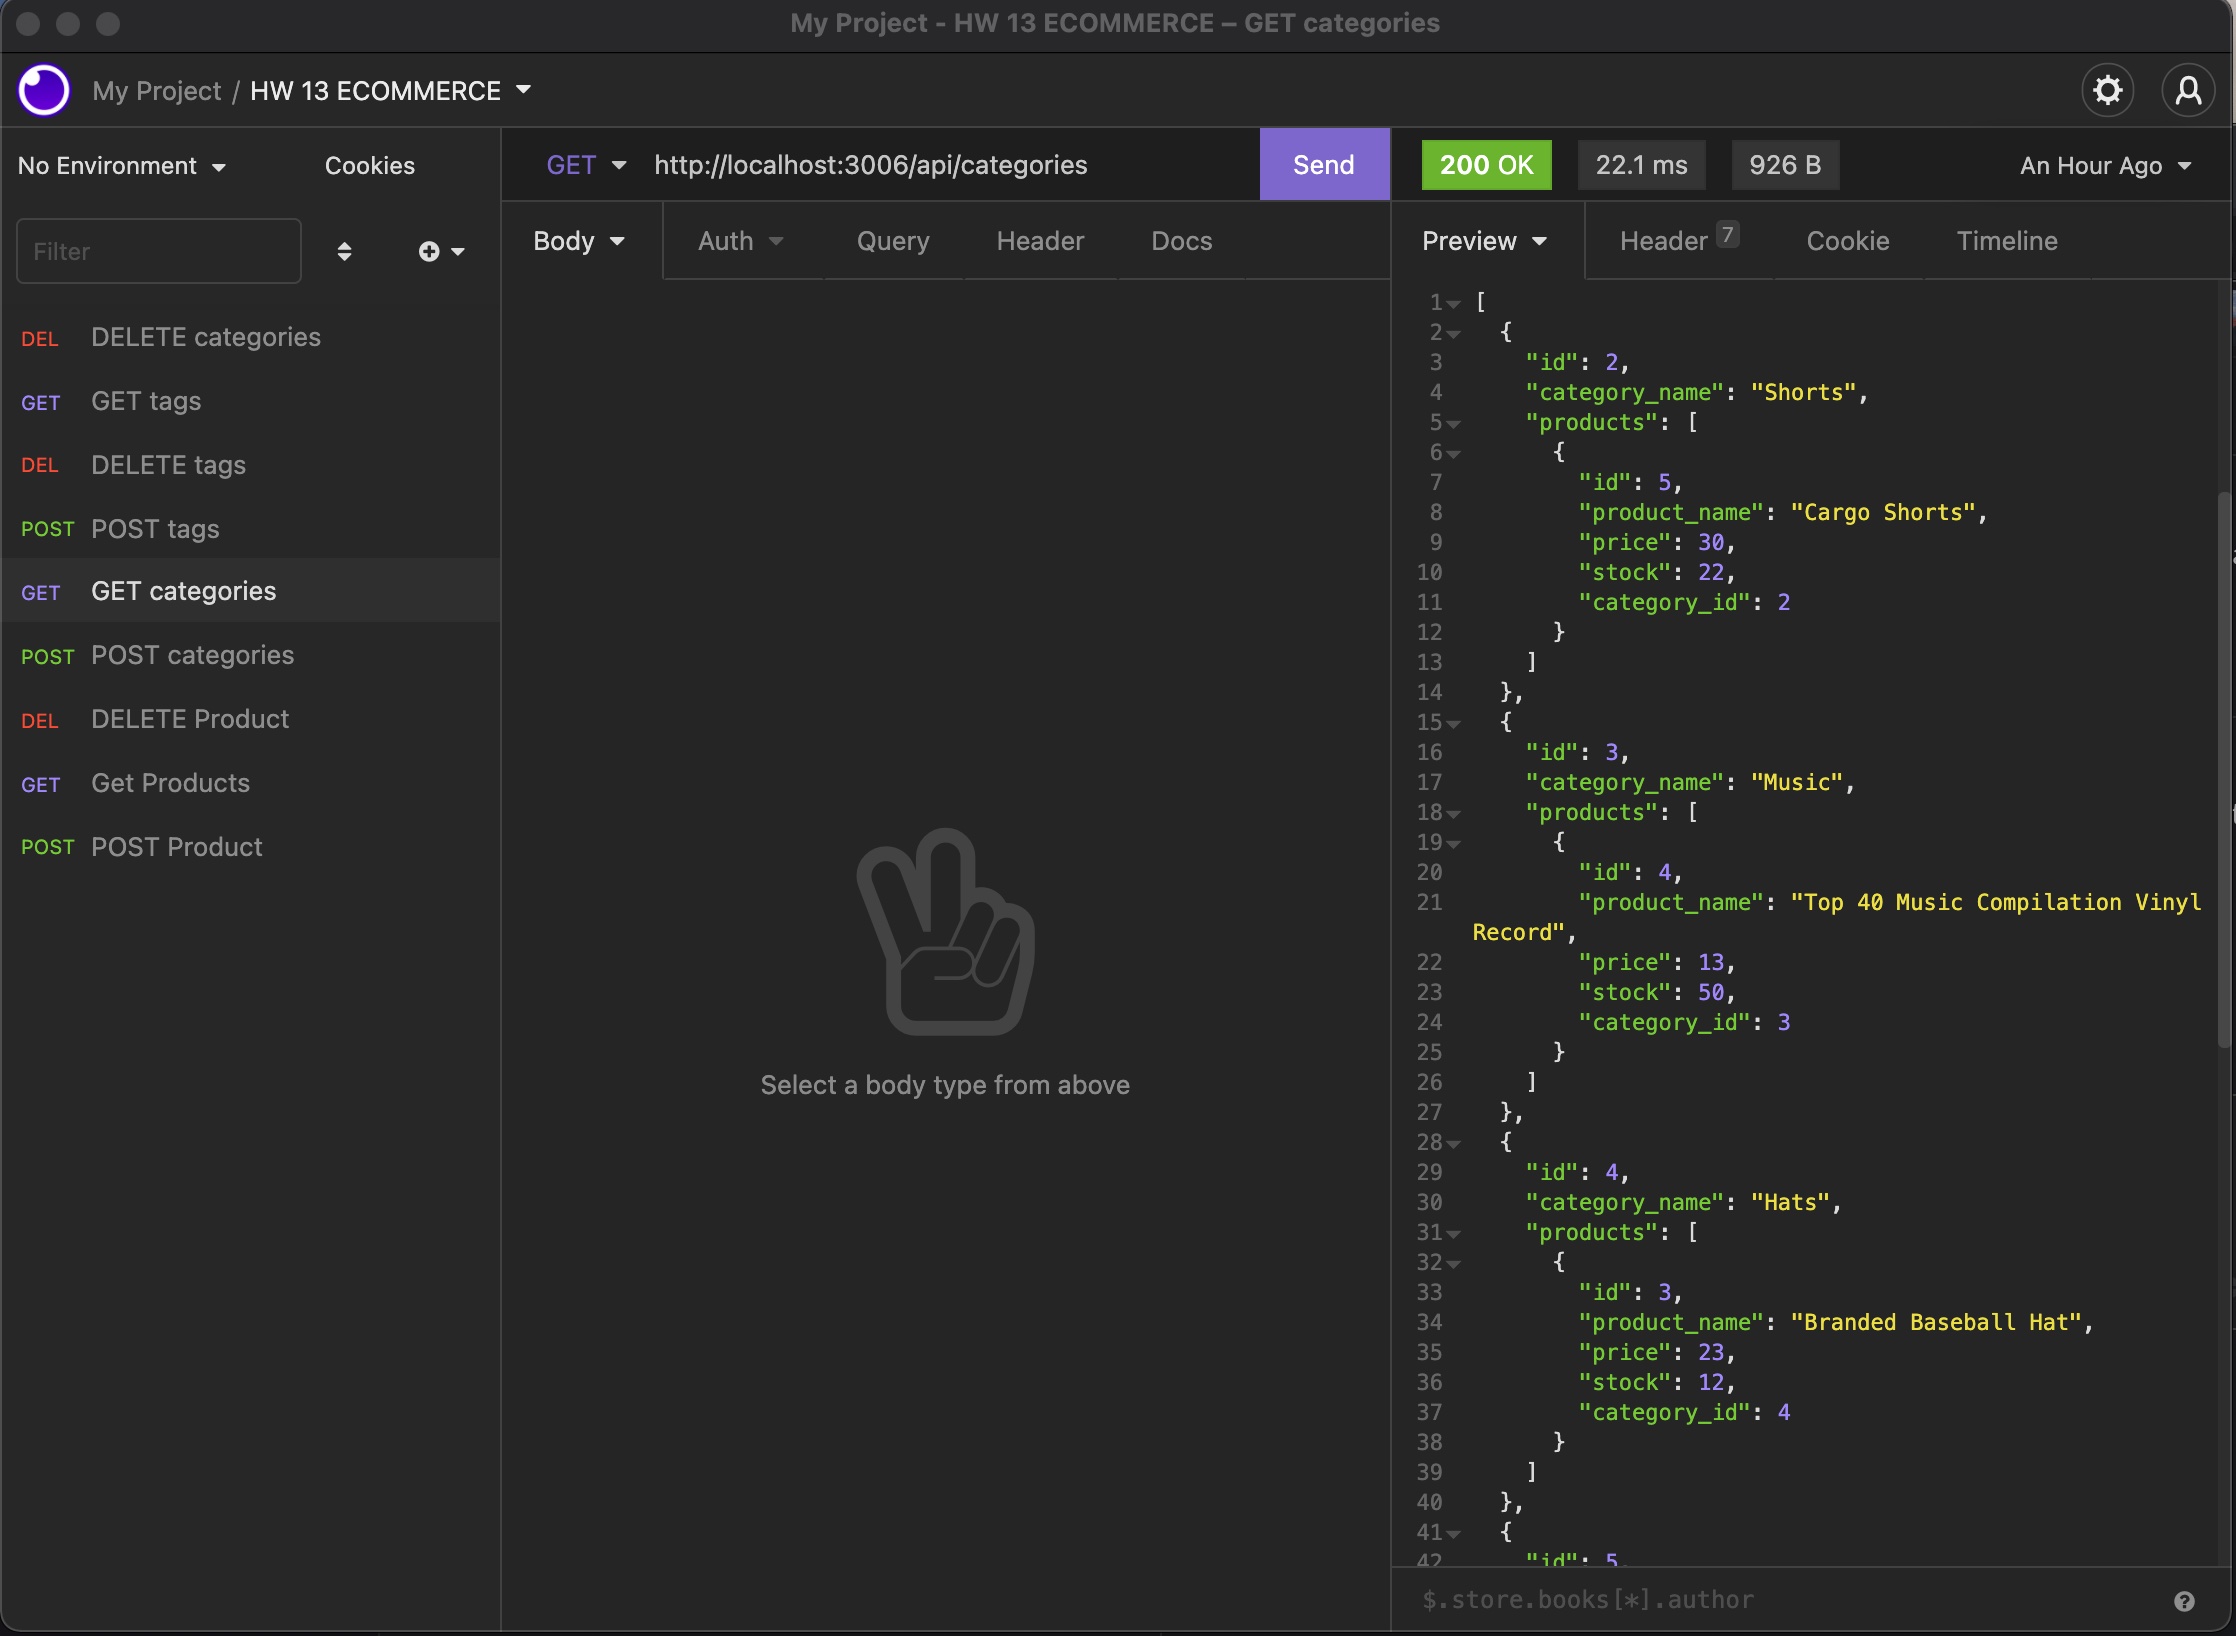 My Project - HW 13 ECOMMERCE – GET categories
My Project / HW 13 ECOMMERCE
No Environment
Cookies
Filter
DEL DELETE categories
GET GET tags
DEL DELETE tags
POST POST tags
GET GET categories
POST POST categories
DEL DELETE Product
GET Get Products
POST POST Product
GET http://localhost:3006/api/categories
Send
Body Auth Query Header Docs
Select a body type from above
200 OK 22.1 ms 926 B An Hour Ago
Preview Header 7 Cookie Timeline
1 [
2 {
3 "id": 2,
4 "category_name": "Shorts",
5 "products": [
6 {
7 "id": 5,
8 "product_name": "Cargo Shorts",
9 "price": 30,
10 "stock": 22,
11 "category_id": 2
12 }
13 ]
14 },
15 {
16 "id": 3,
17 "category_name": "Music",
18 "products": [
19 {
20 "id": 4,
21 "product_name": "Top 40 Music Compilation Vinyl
Record",
22 "price": 13,
23 "stock": 50,
24 "category_id": 3
25 }
26 ]
27 },
28 {
29 "id": 4,
30 "category_name": "Hats",
31 "products": [
32 {
33 "id": 3,
34 "product_name": "Branded Baseball Hat",
35 "price": 23,
36 "stock": 12,
37 "category_id": 4
38 }
39 ]
40 },
41 {
42 "id": 5,
$.store.books[*].author